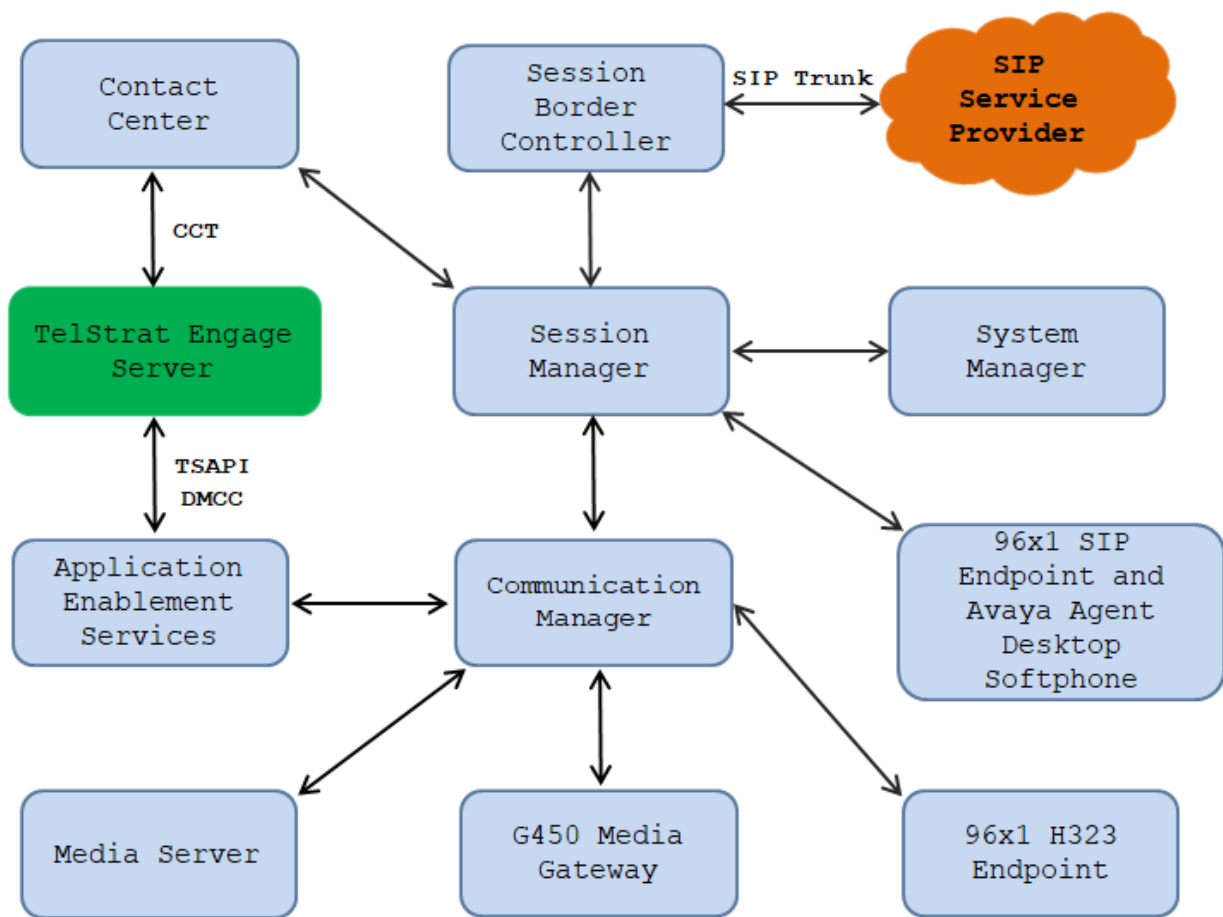 Contact
Center
Session
Border
Controller
SIP Trunk
SIP
Service
Provider
CCT
TelStrat Engage
Server
Session
Manager
System
Manager
TSAPI
DMCC
Application
Enablement
Services
Communication
Manager
96x1 SIP
Endpoint and
Avaya Agent
Desktop
Softphone
Media Server
G450 Media
Gateway
96x1 H323
Endpoint